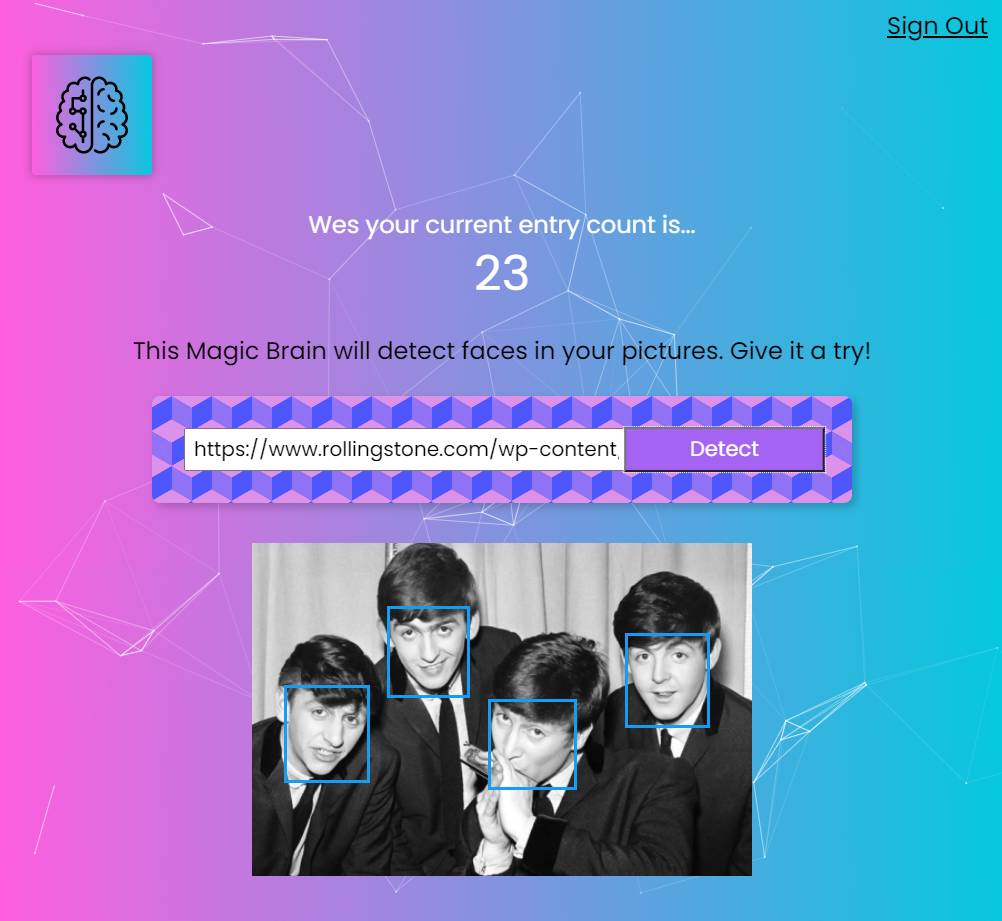 Sign Out
Wes your current entry count is...
23
This Magic Brain will detect faces in your pictures. Give it a try!
https://www.rollingstone.com/wp-content
Detect